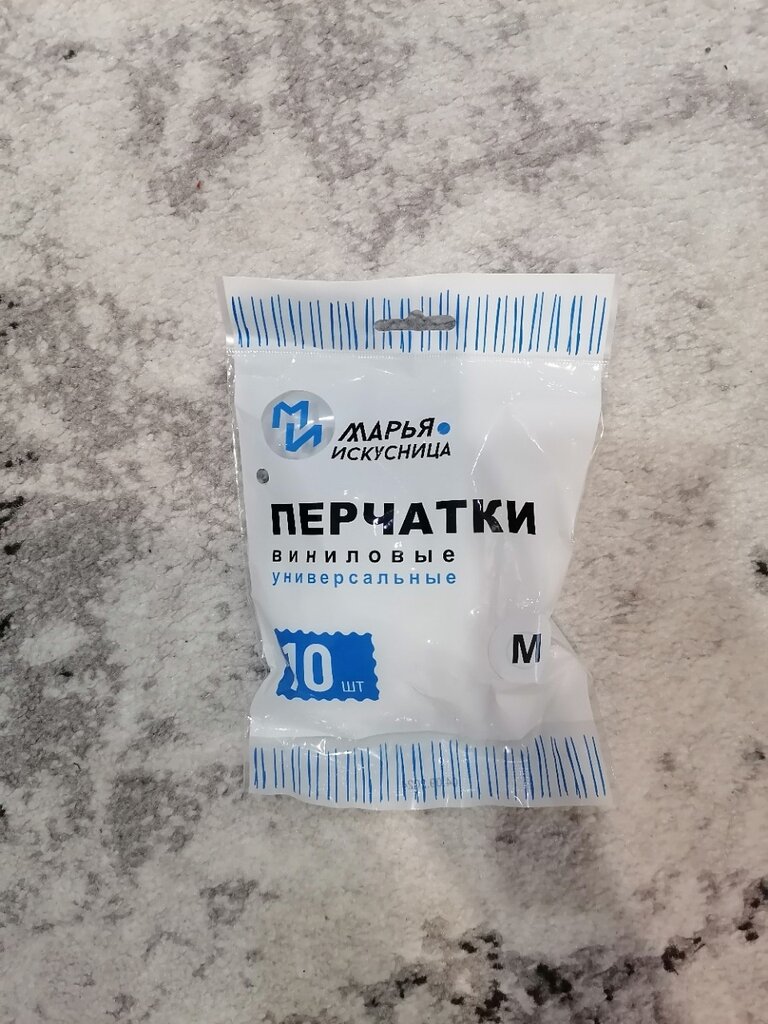 МИ
МАРЬЯ
ИСКУСНИЦА
ПЕРЧАТКИ
виниловые
универсальные
10 шт
М